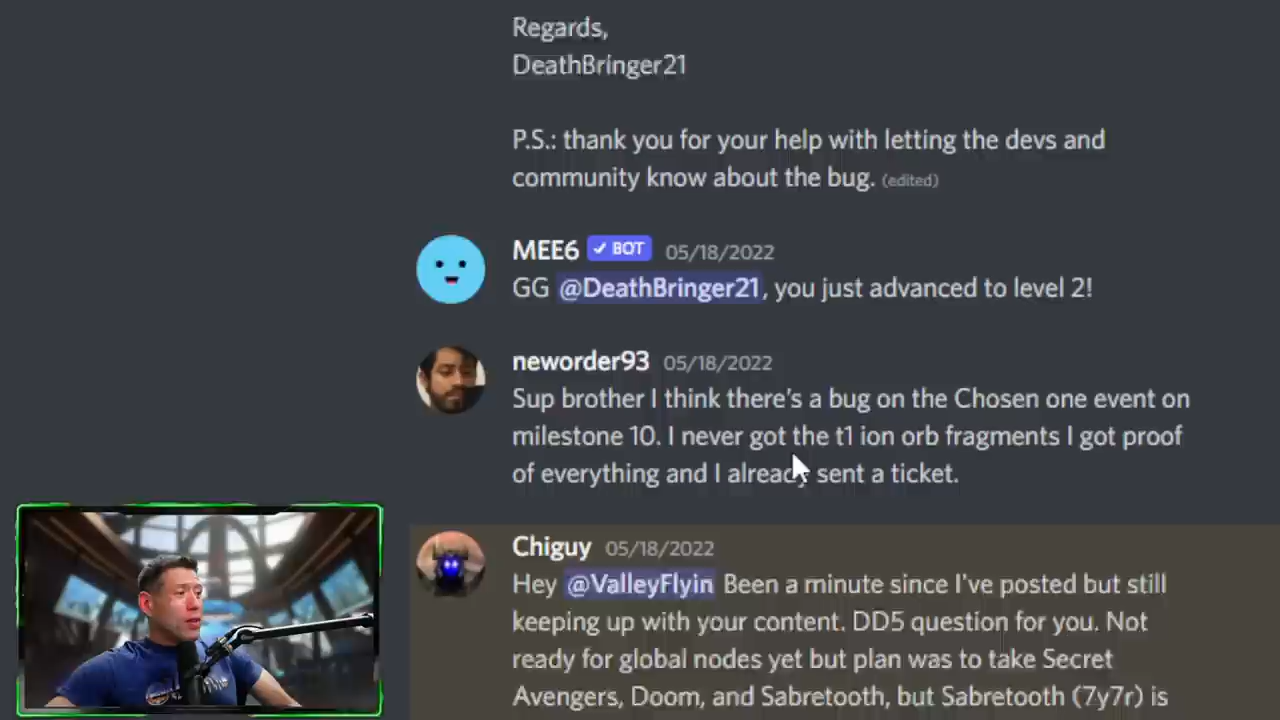 Regards,
DeathBringer21
P.S.: thank you for your help with letting the devs and
community know about the bug. (edited)
MEE6 ✓ BOT 05/18/2022
GG @DeathBringer21, you just advanced to level 2!
neworder93 05/18/2022
Sup brother I think there's a bug on the Chosen one event on
milestone 10. I never got the t1 ion orb fragments I got proof
of everything and I already sent a ticket.
Chiguy 05/18/2022
Hey @ValleyFlyin Been a minute since I've posted but still
keeping up with your content. DD5 question for you. Not
ready for global nodes yet but plan was to take Secret
Avengers, Doom, and Sabretooth, but Sabretooth (7y7r) is